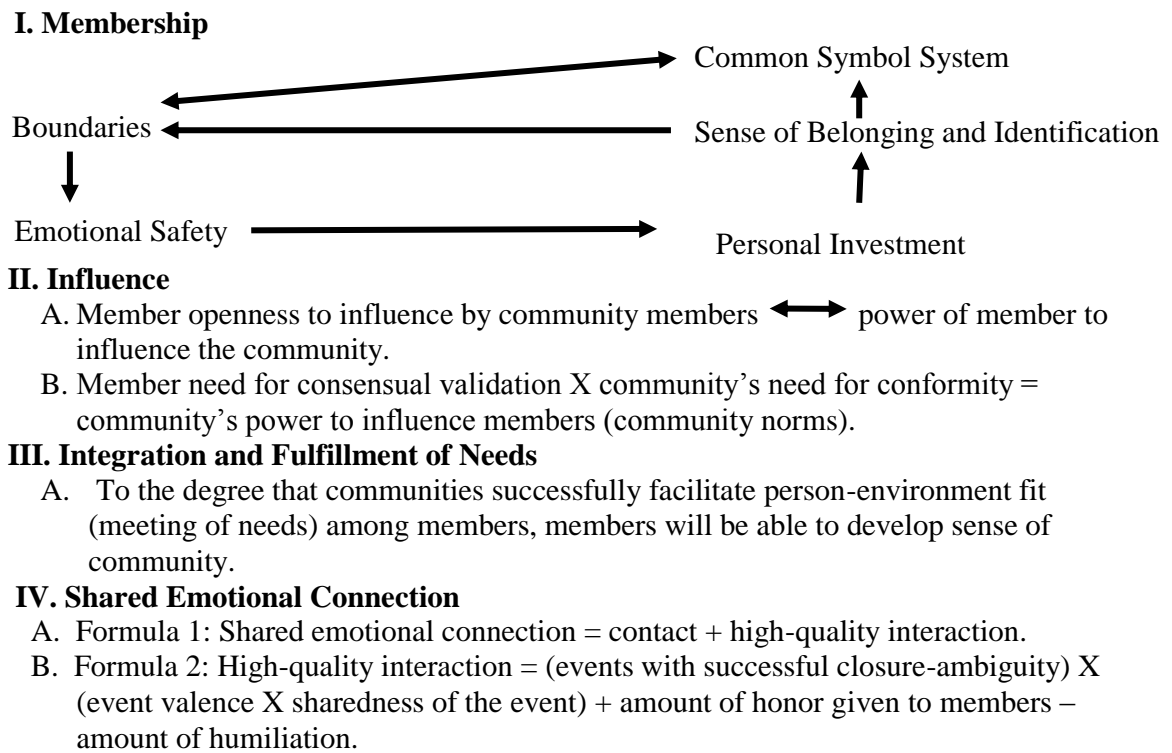 I. Membership
Common Symbol System
Boundaries
Sense of Belonging and Identification
Emotional Safety
Personal Investment
II. Influence
A. Member openness to influence by community members power of member to
influence the community.
B. Member need for consensual validation X community’s need for conformity =
community’s power to influence members (community norms).
III. Integration and Fulfillment of Needs
A. To the degree that communities successfully facilitate person-environment fit
(meeting of needs) among members, members will be able to develop sense of
community.
IV. Shared Emotional Connection
A. Formula 1: Shared emotional connection = contact + high-quality interaction.
B. Formula 2: High-quality interaction = (events with successful closure-ambiguity) X
(event valence X sharedness of the event) + amount of honor given to members –
amount of humiliation.